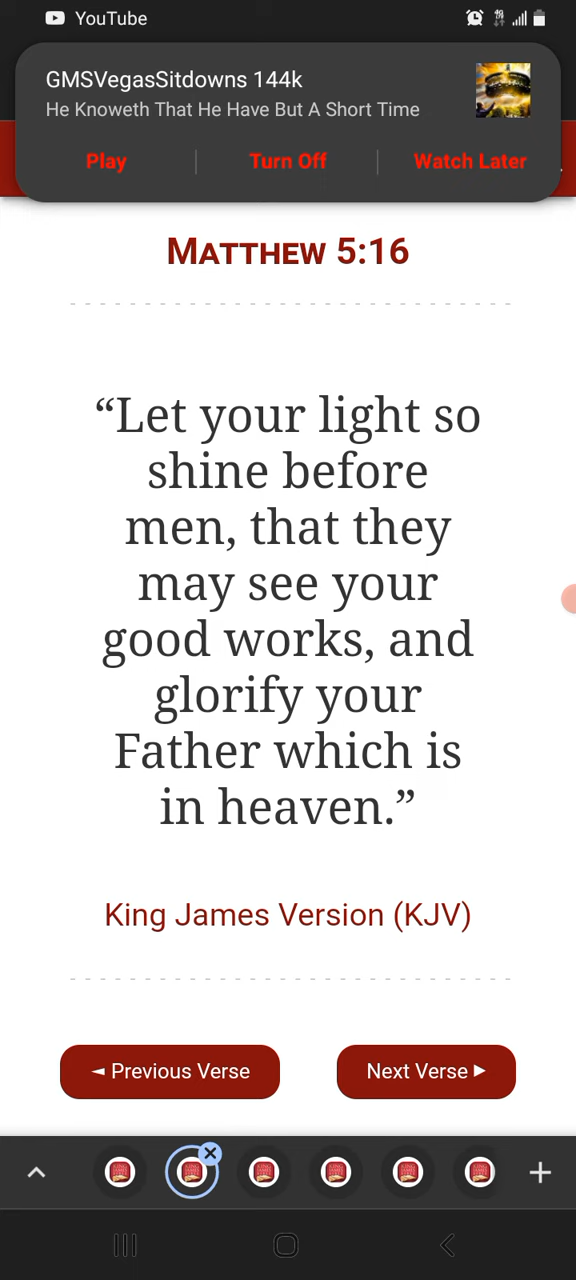 YouTube
GMSVegasSitdowns 144k
He Knoweth That He Have But A Short Time
Play
Turn Off
Watch Later
Matthew 5:16
“Let your light so
shine before
men, that they
may see your
good works, and
glorify your
Father which is
in heaven.”
King James Version (KJV)
◄ Previous Verse
Next Verse ►